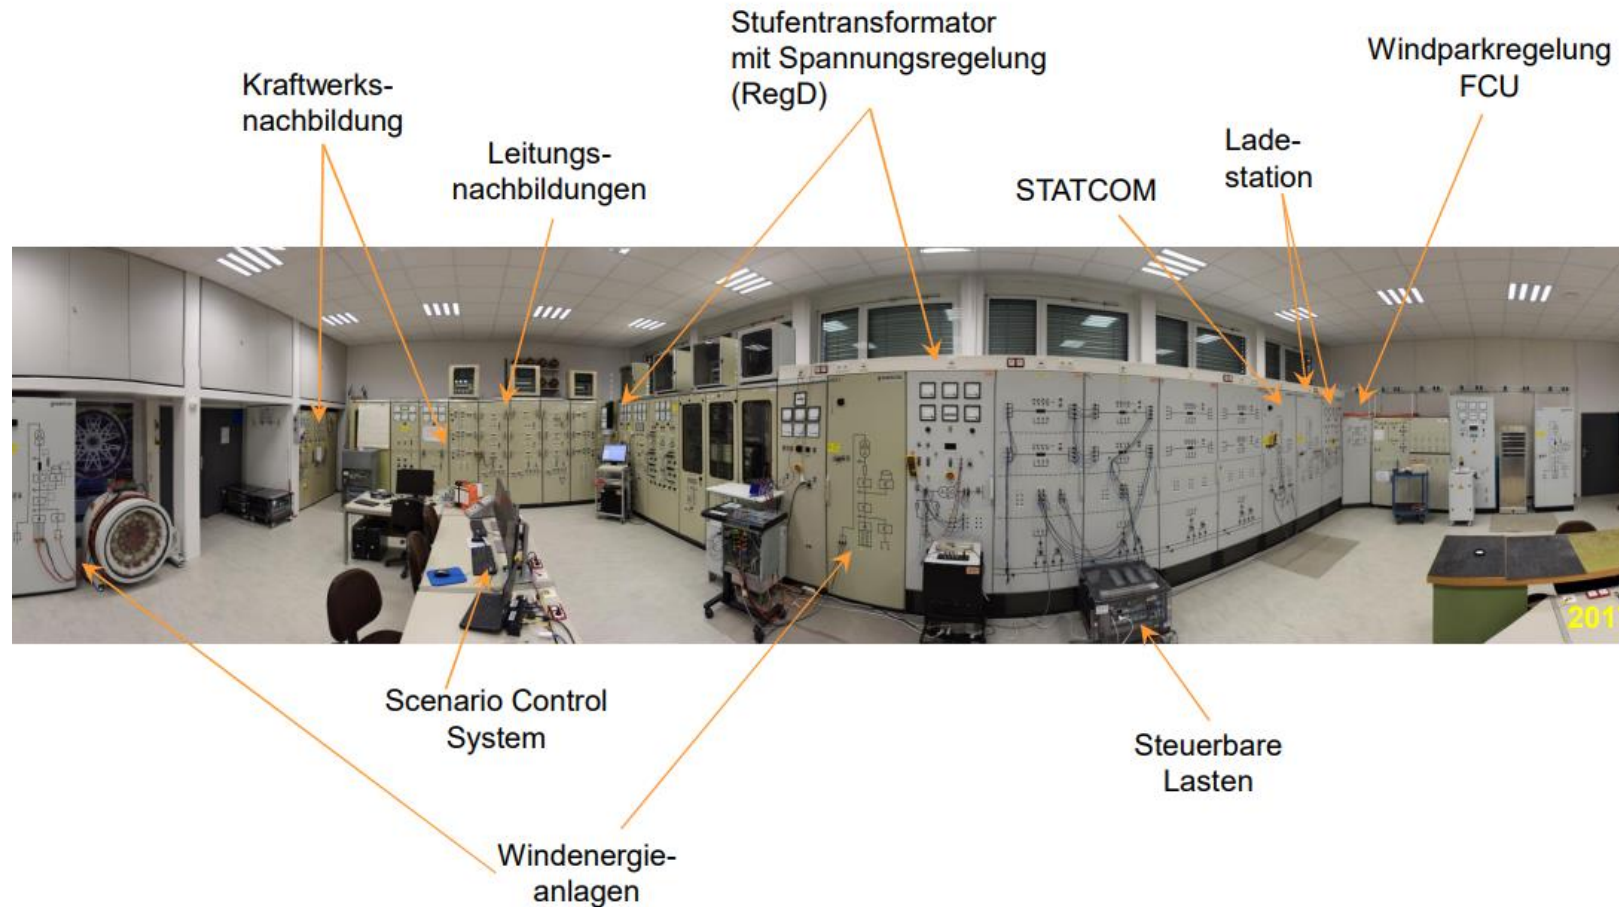 Stufentransformator
mit Spannungsregelung
(RegD)
Windparkregelung
FCU
Kraftwerks-
nachbildung
Leitungs-
nachbildungen
Lade-
station
STATCOM
201
Scenario Control
System
Steuerbare
Lasten
Windenergie-
anlagen